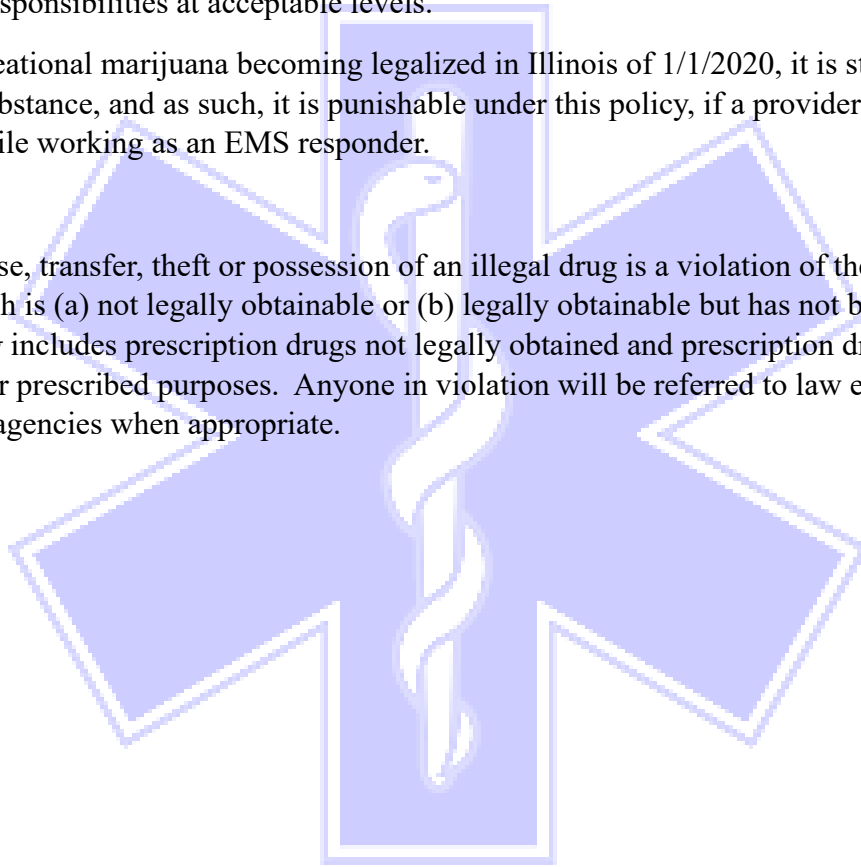 sponsibilities at acceptable levels.
eational marijuana becoming legalized in Illinois of 1/1/2020, it is st
bstance, and as such, it is punishable under this policy, if a provider
ile working as an EMS responder.
se, transfer, theft or possession of an illegal drug is a violation of the
h is (a) not legally obtainable or (b) legally obtainable but has not b
includes prescription drugs not legally obtained and prescription dr
r prescribed purposes.  Anyone in violation will be referred to law e
agencies when appropriate.